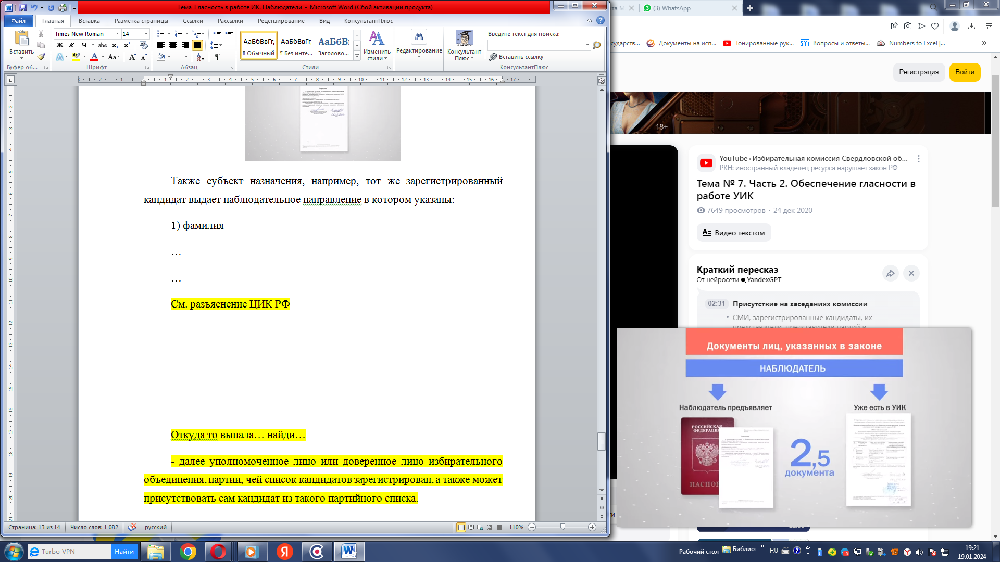 Тема_Гласность в работе ИК. Наблюдатели - Microsoft Word (Сбой активации продукта)
Файл
Главная
Вставка
Разметка страницы
Ссылки
Рассылки
Рецензирование
Вид
КонсультантПлюс
Вставить
Буфер об...
Times New Roman
14
Ж К Ч abc x₂ x²
Aa
Шрифт
Абзац
АаБбВвГг,
¶ Обычный
АаБбВвГг,
¶ Без инте...
АаБбВ
Заголово...
Изменить стили
Стили
Редактирование
Консультант Плюс
Введите текст для поиска:
Вставить ссылку
КонсультантПлюс
Также субъект назначения, например, тот же зарегистрированный
кандидат выдает наблюдательное направление в котором указаны:
1) фамилия
…
…
См. разъяснение ЦИК РФ
Откуда то выпала… найди…
- далее уполномоченное лицо или доверенное лицо избирательного
объединения, партии, чей список кандидатов зарегистрирован, а также может
присутствовать сам кандидат из такого партийного списка.
Страница: 13 из 14
Число слов: 1 082
русский
110%
(3) WhatsApp
Документы на исп...
Тонированные рук...
Вопросы и ответы...
Numbers to Excel |...
Регистрация
Войти
18+
YouTube › Избирательная комиссия Свердловской об...
РКН: иностранный владелец ресурса нарушает закон РФ
Тема № 7. Часть 2. Обеспечение гласности в
работе УИК
7649 просмотров · 24 дек 2020
Видео текстом
Краткий пересказ
От нейросети YandexGPT
02:31 Присутствие на заседаниях комиссии
• СМИ, зарегистрированные кандидаты, их
представители, представители партий и
Документы лиц, указанных в законе
НАБЛЮДАТЕЛЬ
Наблюдатель предъявляет
Уже есть в УИК
РОССИЙСКАЯ
ФЕДЕРАЦИЯ
ПАСПОР
2,5
документа
Turbo VPN
Найти
Рабочий стол
Библиот
RU
19:21
19.01.2024